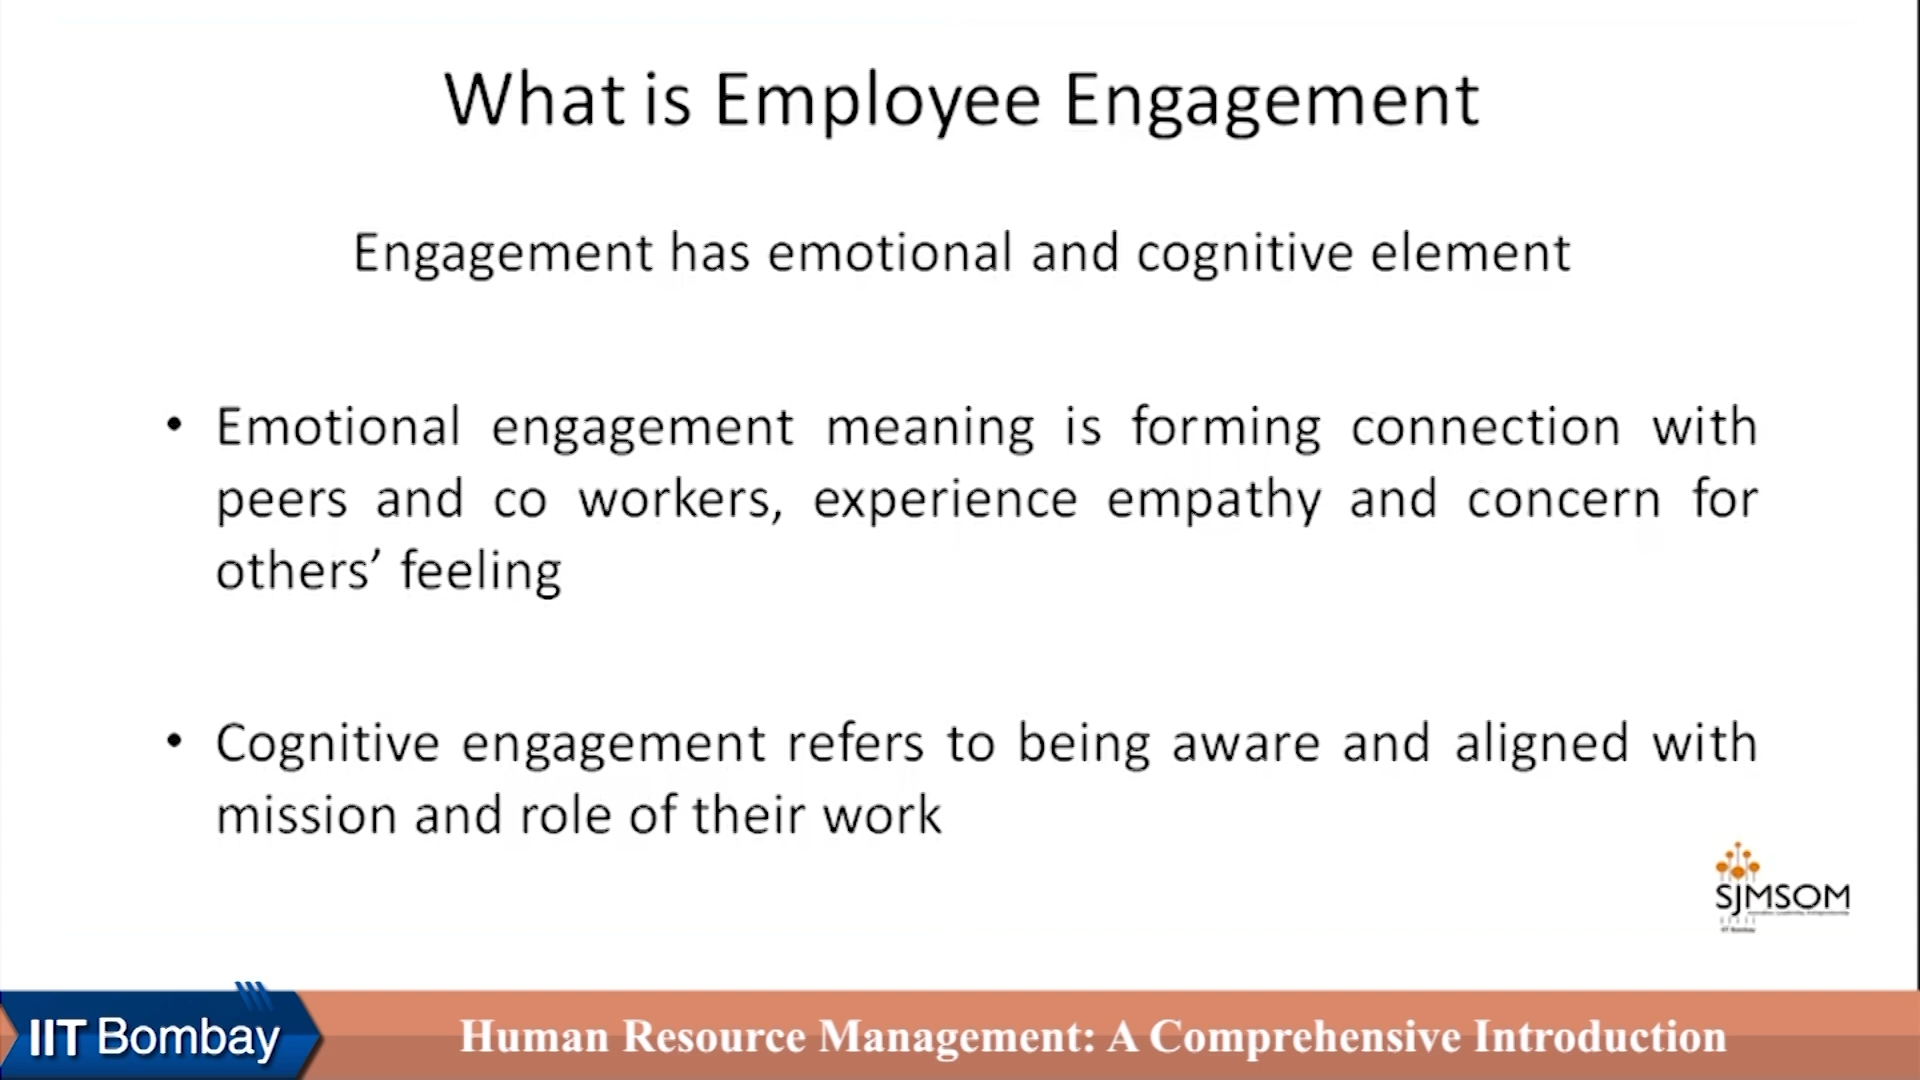 What is Employee Engagement
Engagement has emotional and cognitive element
• Emotional engagement meaning is forming connection with
peers and co workers, experience empathy and concern for
others’ feeling
• Cognitive engagement refers to being aware and aligned with
mission and role of their work
SJMSOM
IIT Bombay
IIT Bombay
Human Resource Management: A Comprehensive Introduction